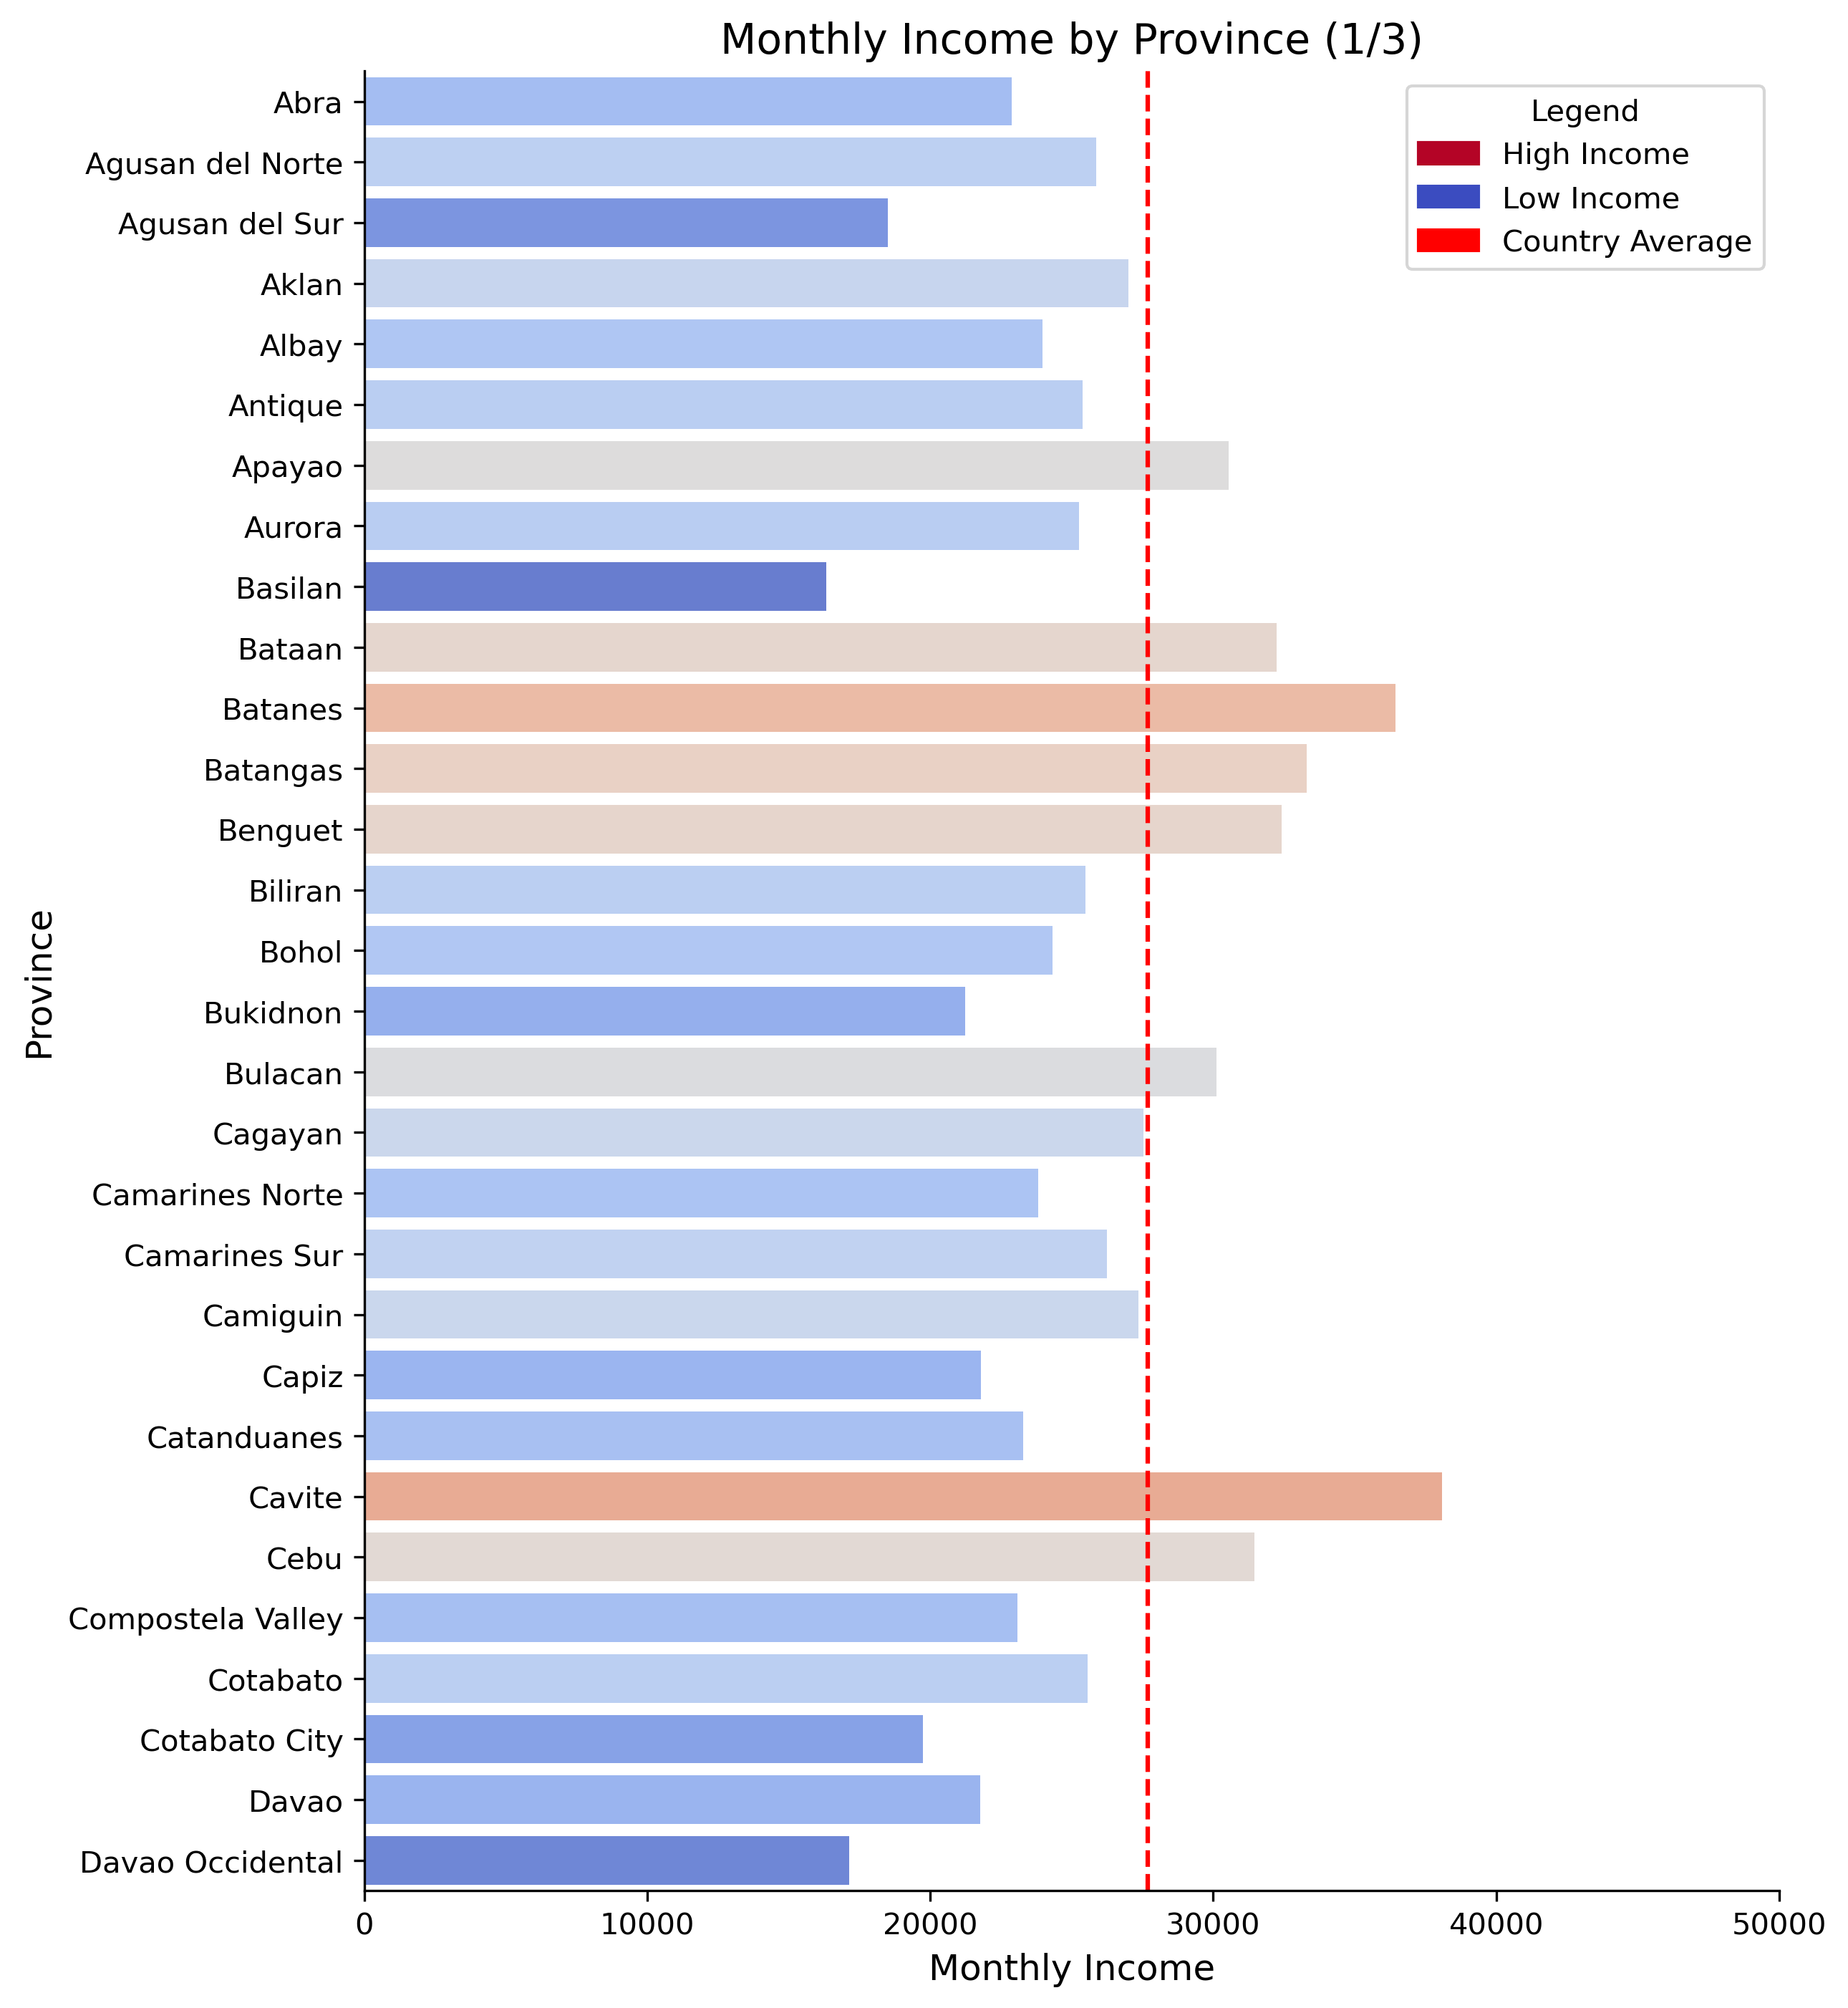 Monthly Income by Province (1/3)
Legend
High Income
Low Income
Country Average
Province
Abra
Agusan del Norte
Agusan del Sur
Aklan
Albay
Antique
Apayao
Aurora
Basilan
Bataan
Batanes
Batangas
Benguet
Biliran
Bohol
Bukidnon
Bulacan
Cagayan
Camarines Norte
Camarines Sur
Camiguin
Capiz
Catanduanes
Cavite
Cebu
Compostela Valley
Cotabato
Cotabato City
Davao
Davao Occidental
0 10000 20000 30000 40000 50000
Monthly Income